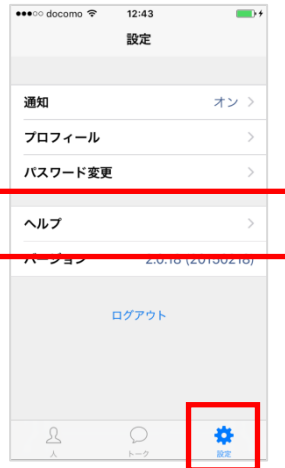 docomo 12:43
設定
通知 オン
プロフィール
パスワード変更
ヘルプ
バージョン 2.0.18 (20150218)
ログアウト
人 トーク 設定